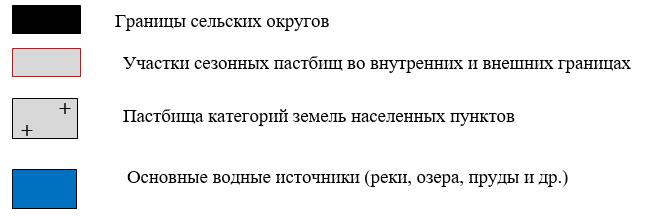 Границы сельских округов
Участки сезонных пастбищ во внутренних и внешних границах
Пастбища категорий земель населенных пунктов
Основные водные источники (реки, озера, пруды и др.)